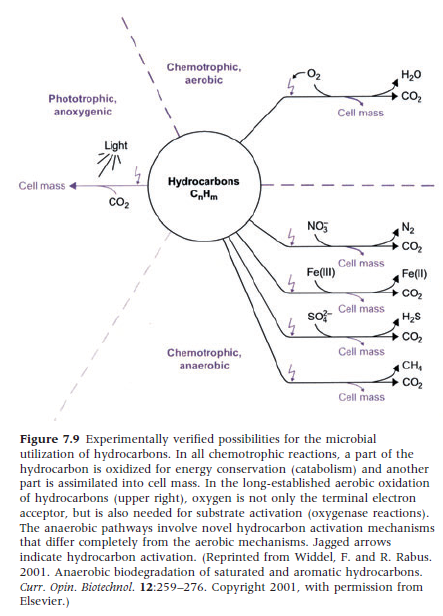 Chemotrophic,
aerobic
Phototrophic,
anoxygenic
O₂
H₂O
CO₂
Cell mass
Light
Cell mass
CO₂
Hydrocarbons
CₙHₘ
NO₃⁻
N₂
CO₂
Cell mass
Fe(III)
Fe(II)
CO₂
Cell mass
SO₄²⁻
H₂S
CO₂
Cell mass
CH₄
CO₂
Cell mass
Chemotrophic,
anaerobic
Figure 7.9 Experimentally verified possibilities for the microbial
utilization of hydrocarbons. In all chemotrophic reactions, a part of the
hydrocarbon is oxidized for energy conservation (catabolism) and another
part is assimilated into cell mass. In the long-established aerobic oxidation
of hydrocarbons (upper right), oxygen is not only the terminal electron
acceptor, but is also needed for substrate activation (oxygenase reactions).
The anaerobic pathways involve novel hydrocarbon activation mechanisms
that differ completely from the aerobic mechanisms. Jagged arrows
indicate hydrocarbon activation. (Reprinted from Widdel, F. and R. Rabus.
2001. Anaerobic biodegradation of saturated and aromatic hydrocarbons.
Curr. Opin. Biotechnol. 12:259–276. Copyright 2001, with permission from
Elsevier.)